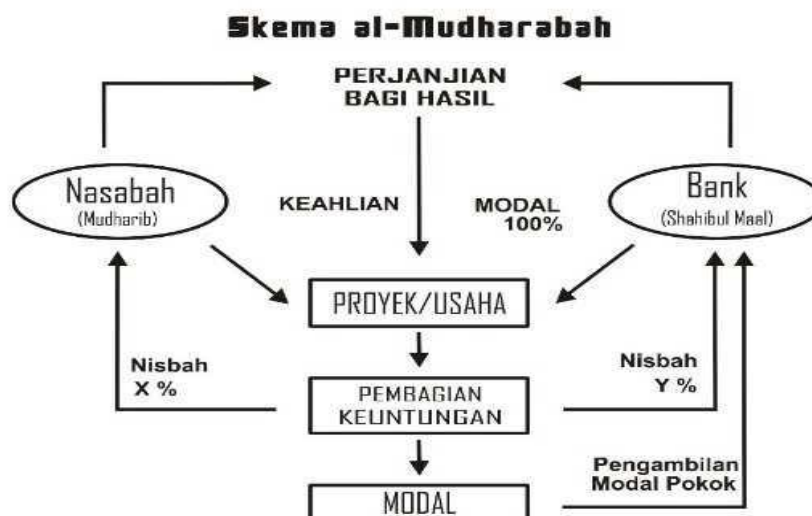 Skema al-Mudharabah
PERJANJIAN
BAGI HASIL
Nasabah
(Mudharib)
KEAHLIAN
MODAL
100%
Bank
(Shahibul Maal)
PROYEK/USAHA
Nisbah
X %
Nisbah
Y %
PEMBAGIAN
KEUNTUNGAN
Pengambilan
Modal Pokok
MODAL